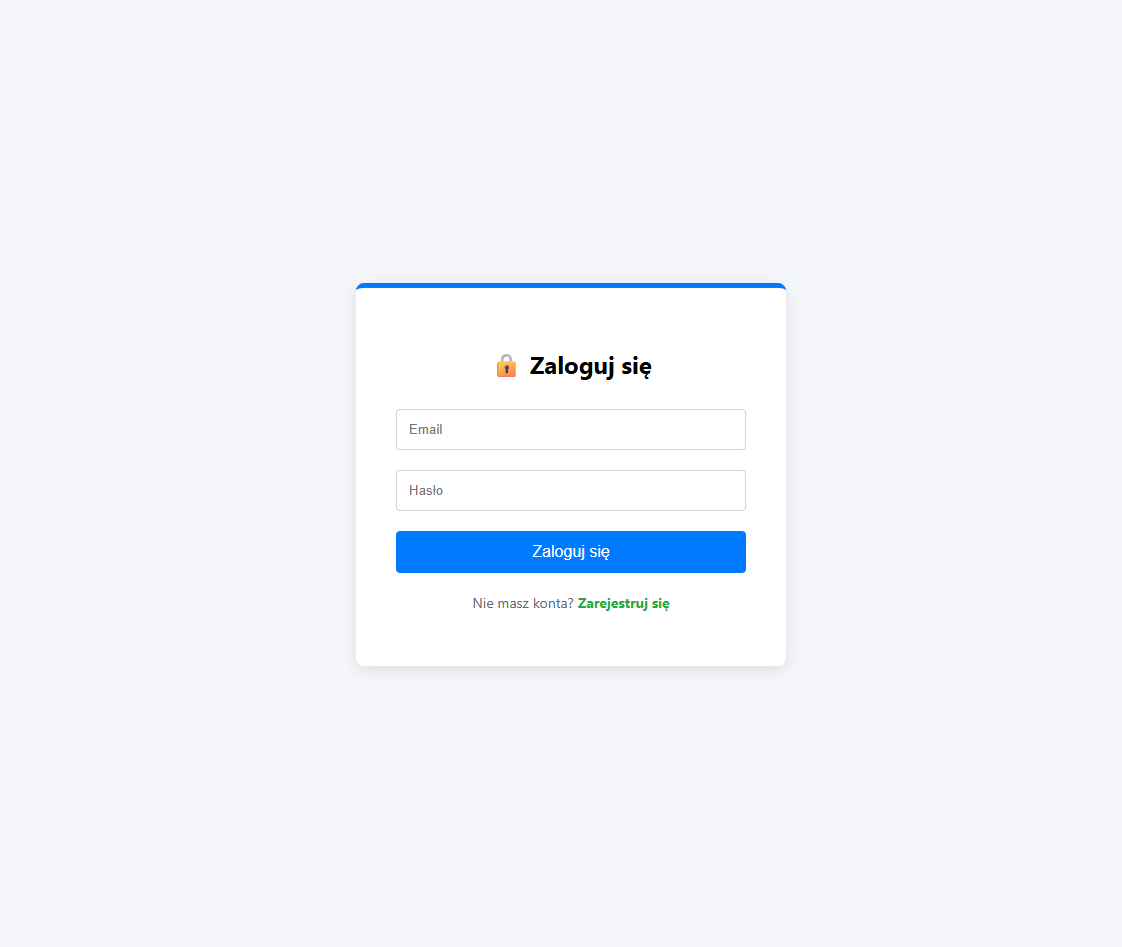 Zaloguj się
Email
Hasło
Zaloguj się
Nie masz konta? Zarejestruj się